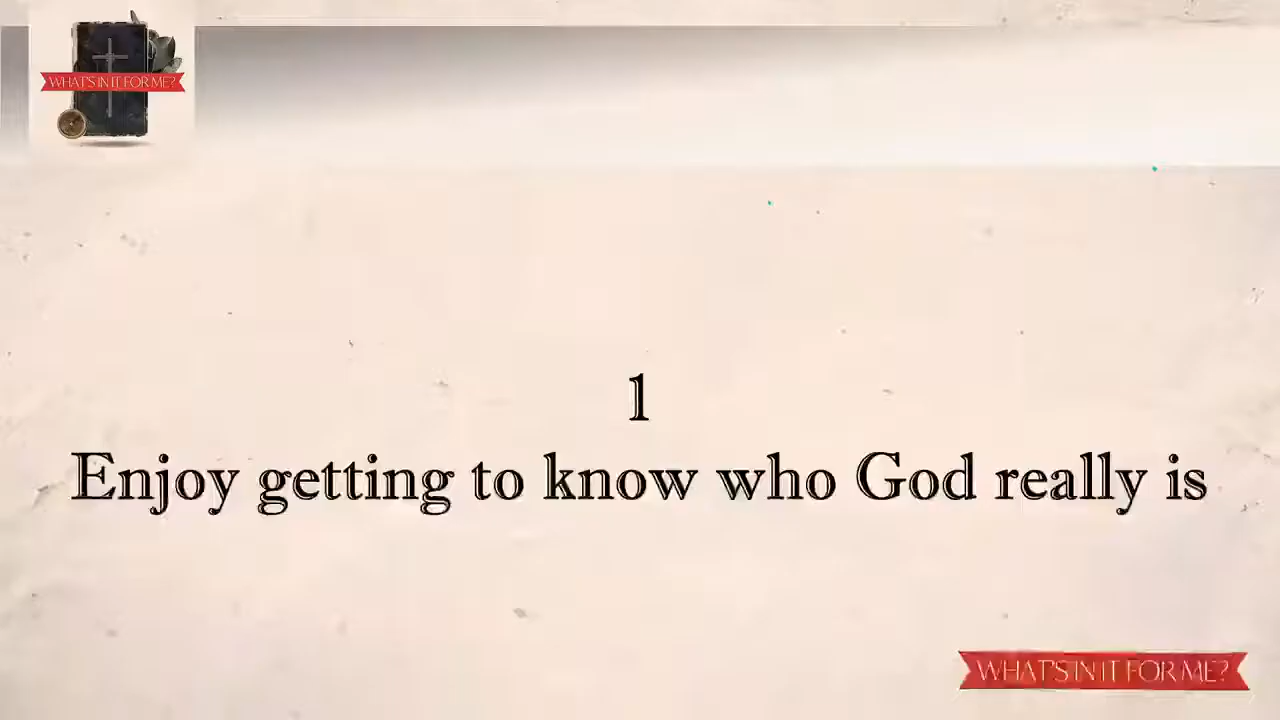 WHAT'S IN IT FOR ME?
1
Enjoy getting to know who God really is
WHAT'S IN IT FOR ME?